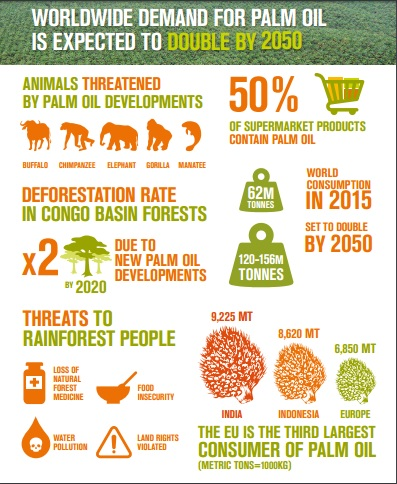 WORLDWIDE DEMAND FOR PALM OIL
IS EXPECTED TO DOUBLE BY 2050
ANIMALS THREATENED
BY PALM OIL DEVELOPMENTS
BUFFALO
CHIMPANZEE
ELEPHANT
GORILLA
MANATEE
50%
OF SUPERMARKET PRODUCTS
CONTAIN PALM OIL
DEFORESTATION RATE
IN CONGO BASIN FORESTS
x2
BY 2020
DUE TO
NEW PALM OIL
DEVELOPMENTS
62M
TONNES
WORLD
CONSUMPTION
IN 2015
120-156M
TONNES
SET TO DOUBLE
BY 2050
THREATS TO
RAINFOREST PEOPLE
LOSS OF
NATURAL
FOREST
MEDICINE
FOOD
INSECURITY
WATER
POLLUTION
LAND RIGHTS
VIOLATED
9,225 MT
INDIA
8,620 MT
INDONESIA
6,850 MT
EUROPE
THE EU IS THE THIRD LARGEST
CONSUMER OF PALM OIL
(METRIC TONS=1000KG)